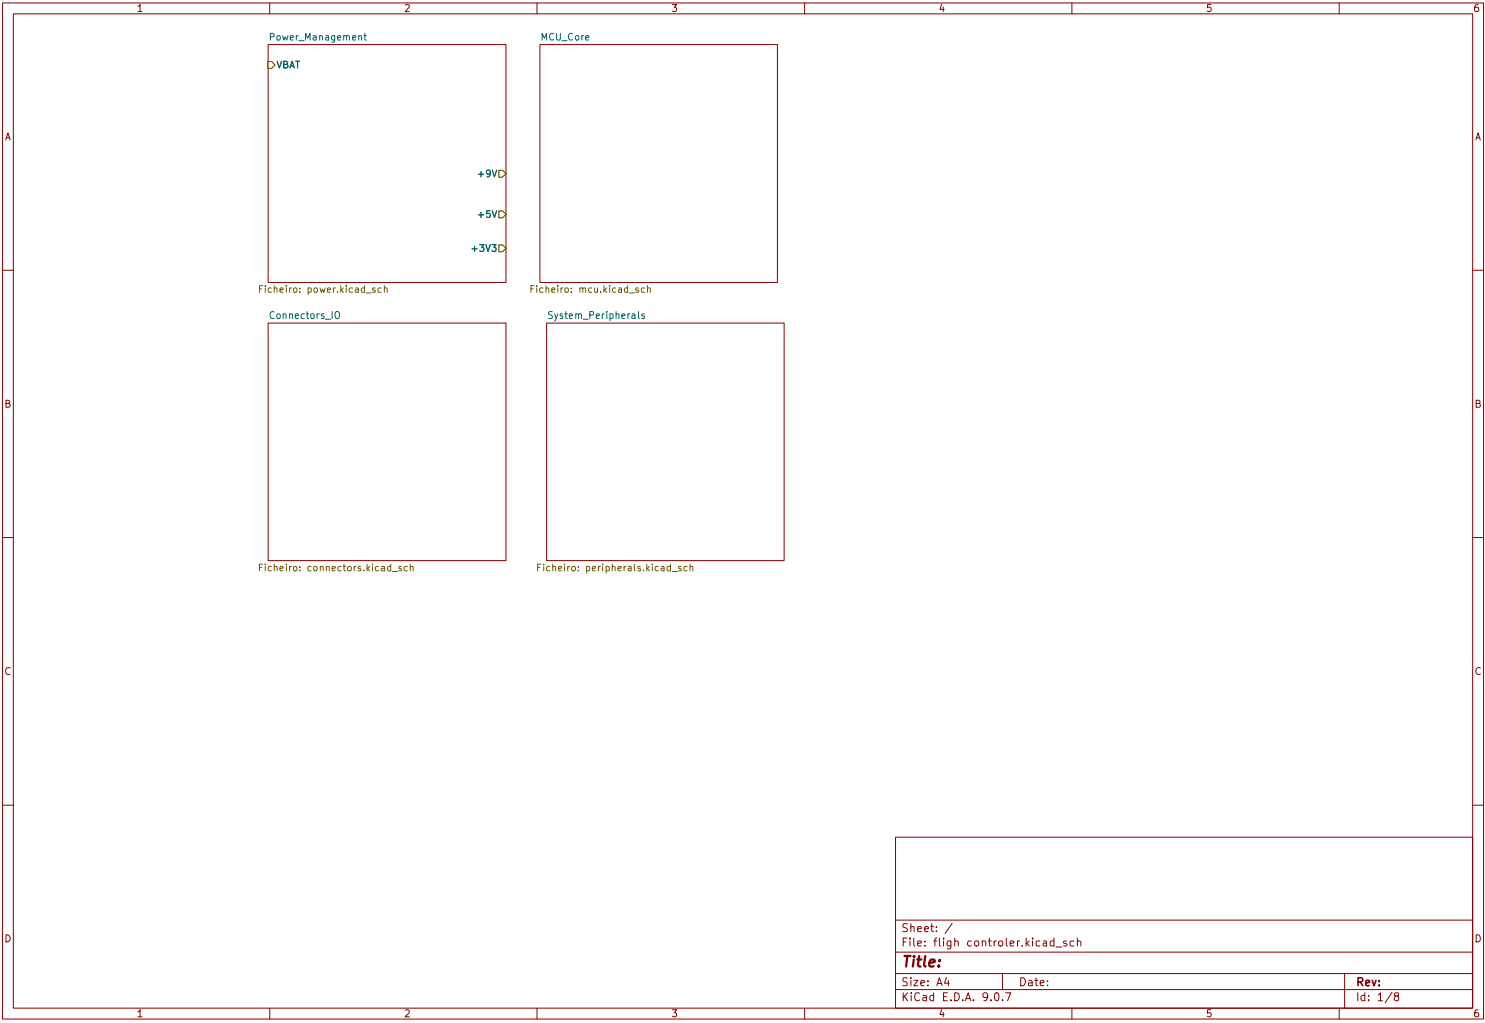 1 2 3 4 5 6
Power_Management MCU_Core
VBAT
A A
+9V
+5V
+3V3
Ficheiro: power.kicad_sch Ficheiro: mcu.kicad_sch
Connectors_IO System_Peripherals
B B
Ficheiro: connectors.kicad_sch Ficheiro: peripherals.kicad_sch
C C
Sheet: /
D D
File: fligh controler.kicad_sch
Title:
Size: A4 Date: Rev:
KiCad E.D.A. 9.0.7 Id: 1/8
1 2 3 4 5 6